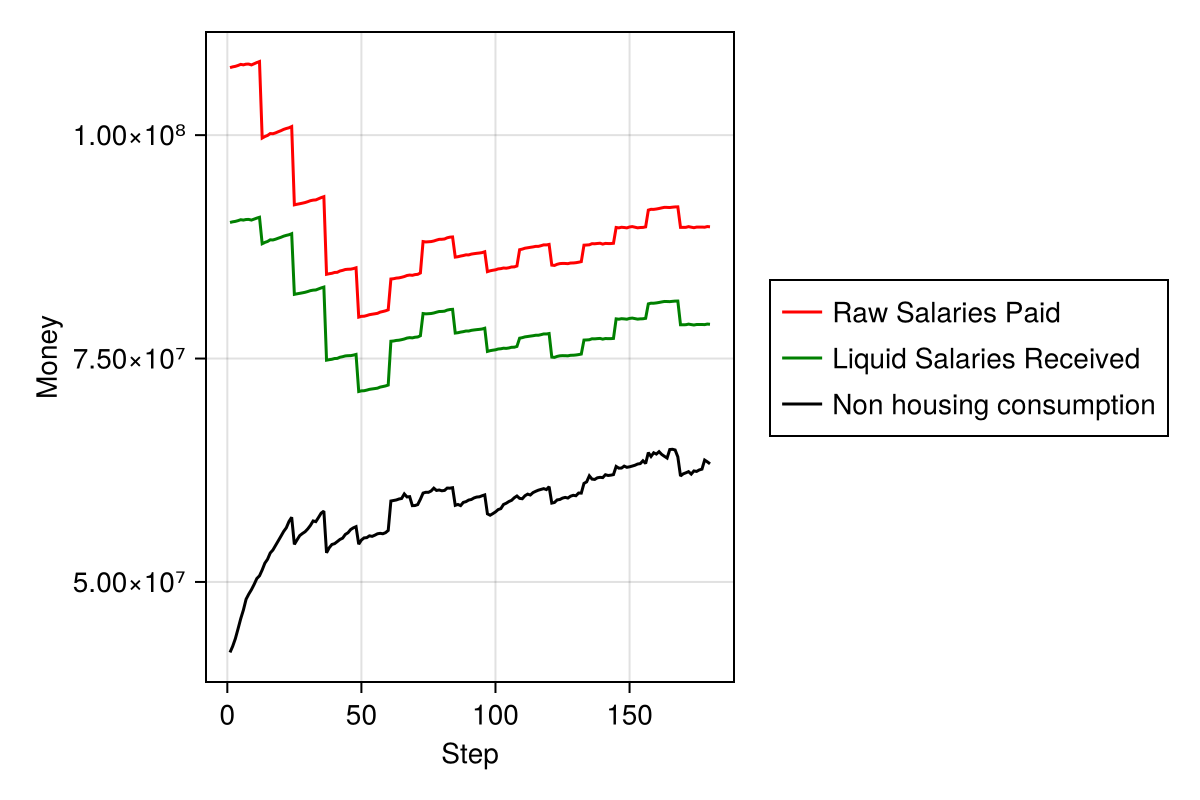 1.00×10⁸
7.50×10⁷
5.00×10⁷
Money
0 50 100 150
Step
Raw Salaries Paid
Liquid Salaries Received
Non housing consumption